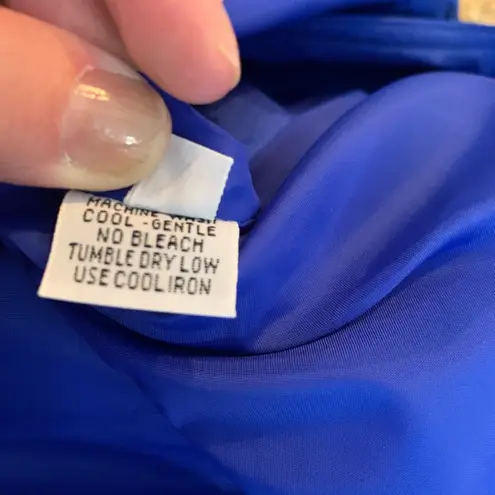 MACHINE WASH
COOL - GENTLE
NO BLEACH
TUMBLE DRY LOW
USE COOL IRON